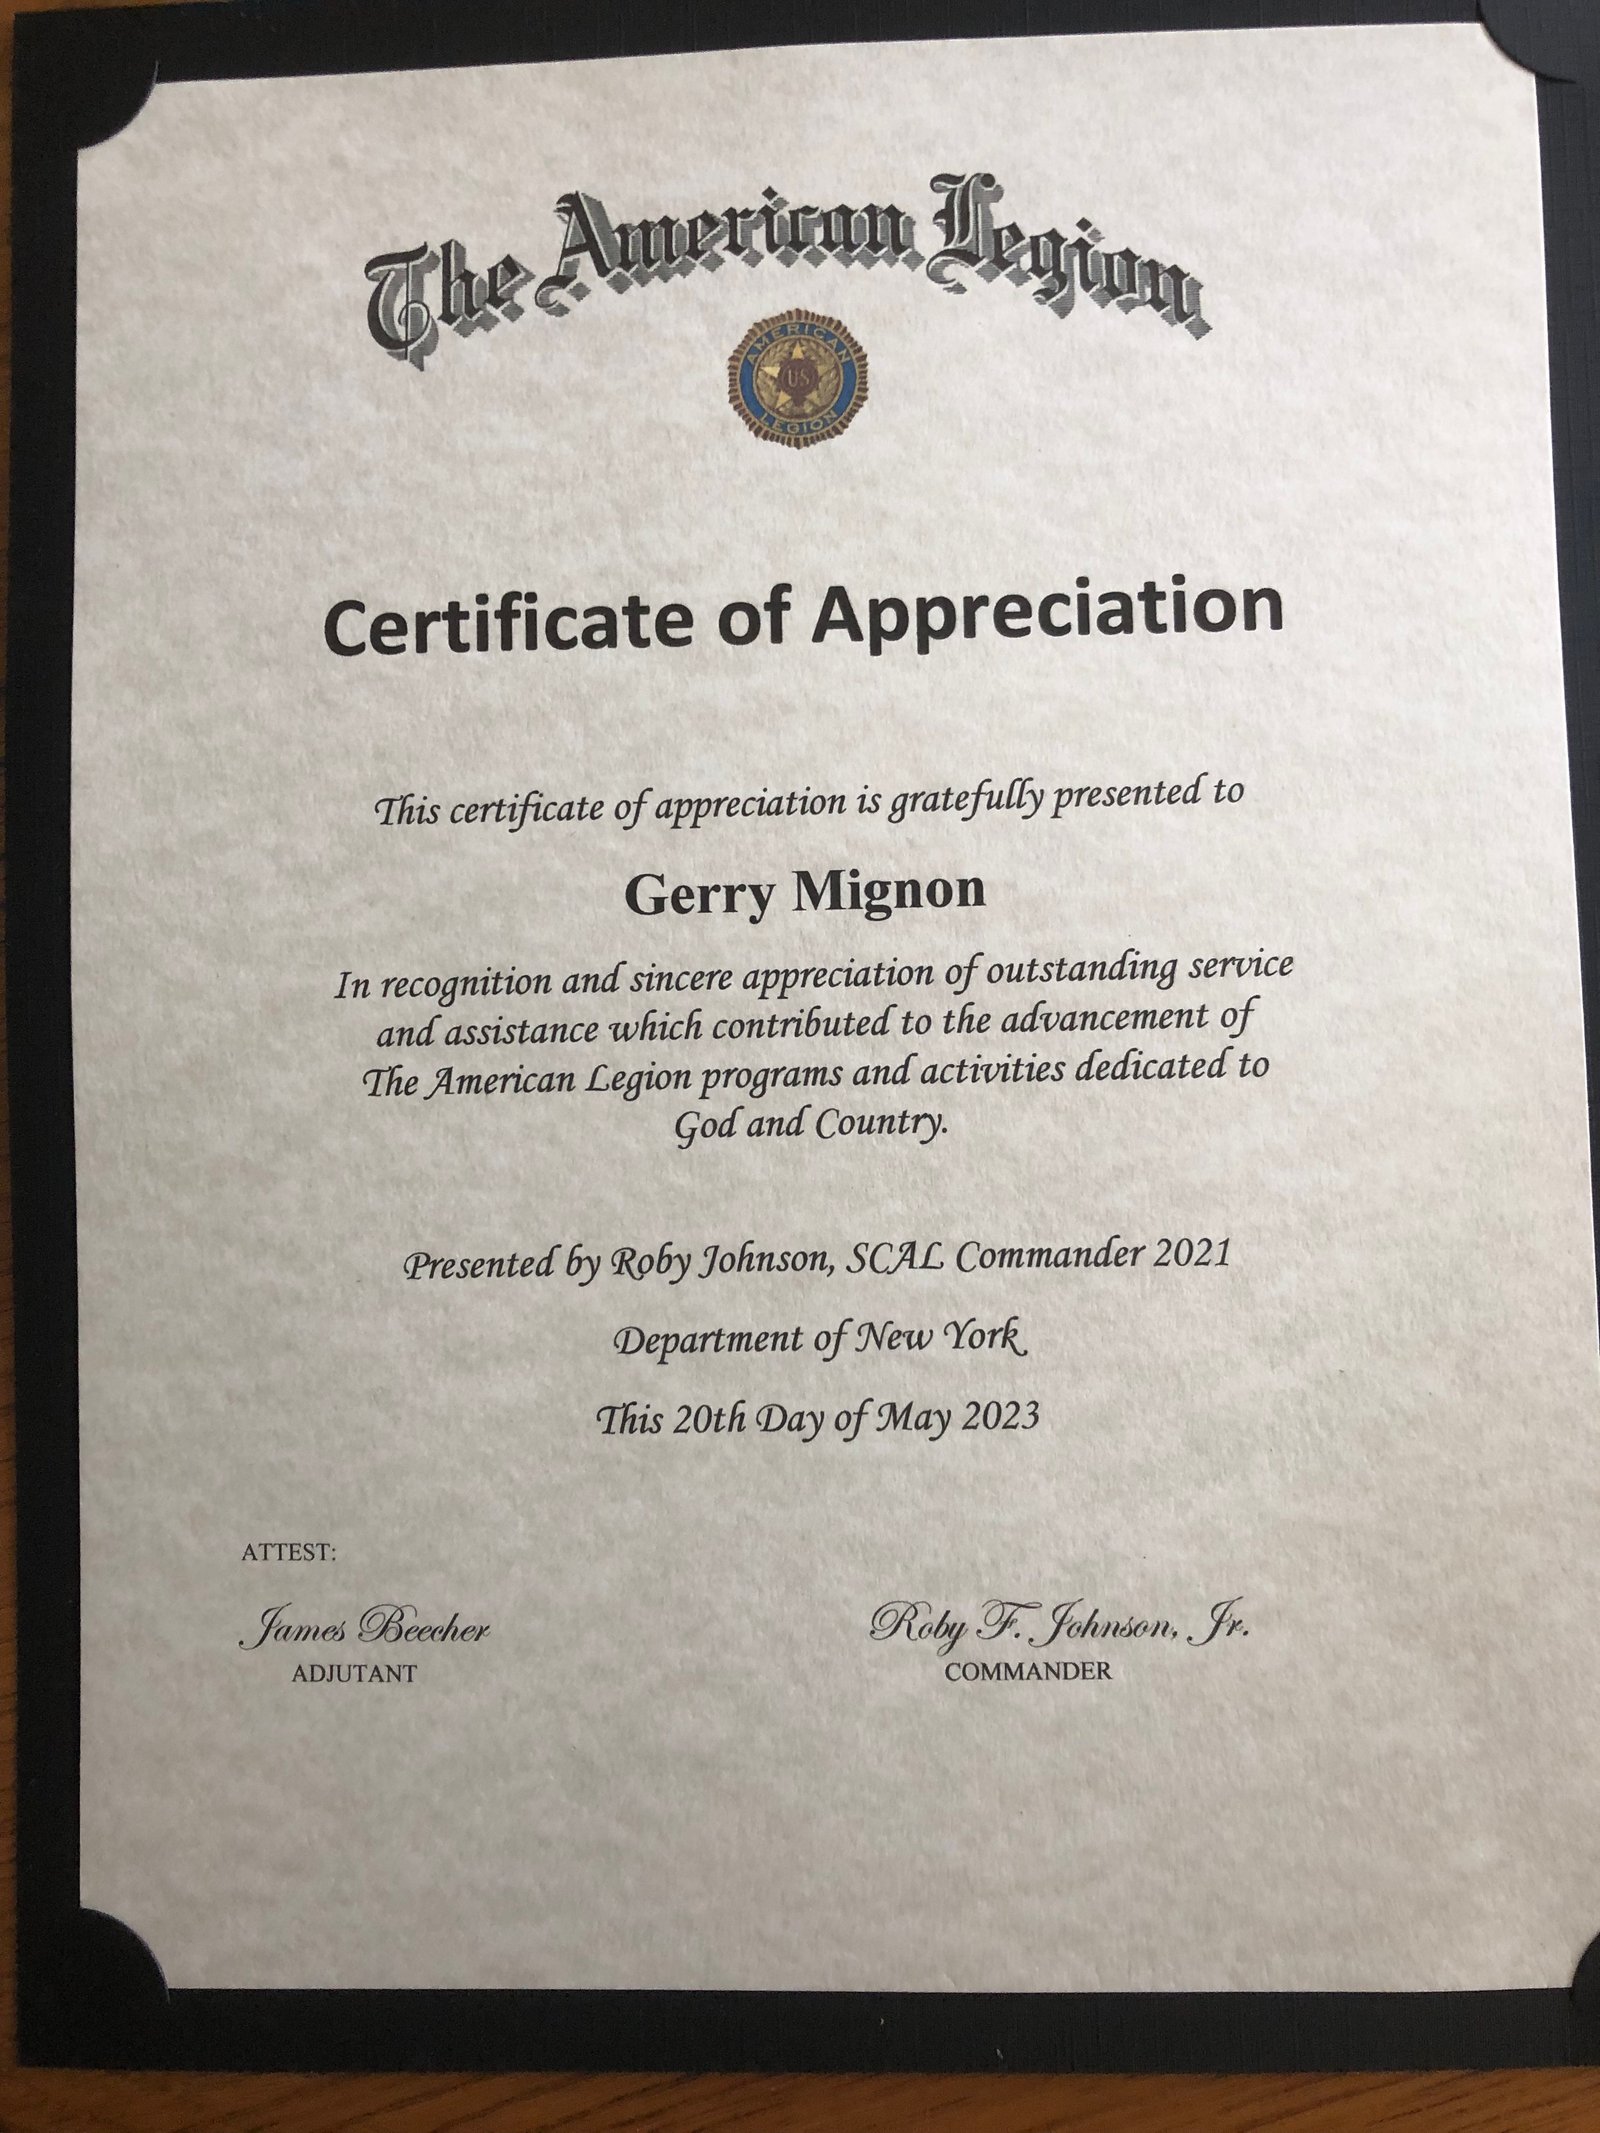 The American Legion
AMERICAN
US
LEGION
Certificate of Appreciation
This certificate of appreciation is gratefully presented to
Gerry Mignon
In recognition and sincere appreciation of outstanding service
and assistance which contributed to the advancement of
The American Legion programs and activities dedicated to
God and Country.
Presented by Roby Johnson, SCAL Commander 2021
Department of New York
This 20th Day of May 2023
ATTEST:
James Beecher Roby F. Johnson, Jr.
ADJUTANT COMMANDER